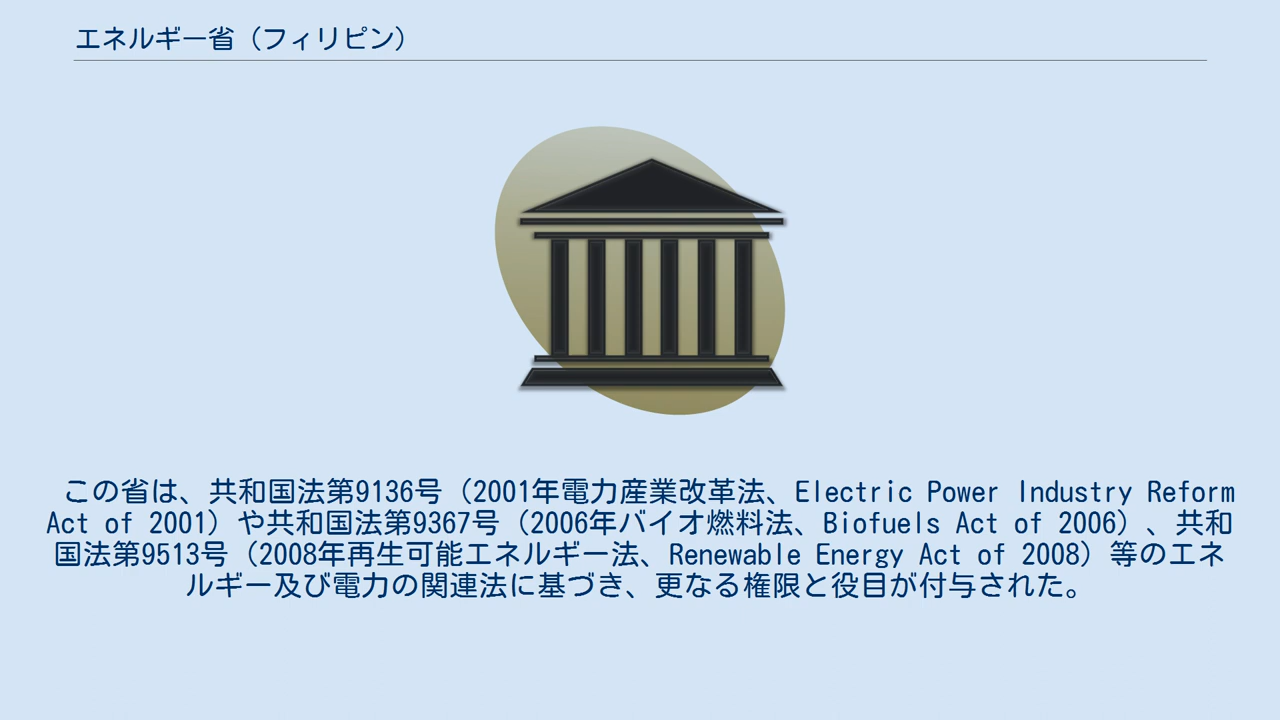 エネルギー省（フィリピン）
この省は、共和国法第9136号（2001年電力産業改革法、Electric Power Industry Reform
Act of 2001）や共和国法第9367号（2006年バイオ燃料法、Biofuels Act of 2006）、共和
国法第9513号（2008年再生可能エネルギー法、Renewable Energy Act of 2008）等のエネ
ルギー及び電力の関連法に基づき、更なる権限と役目が付与された。